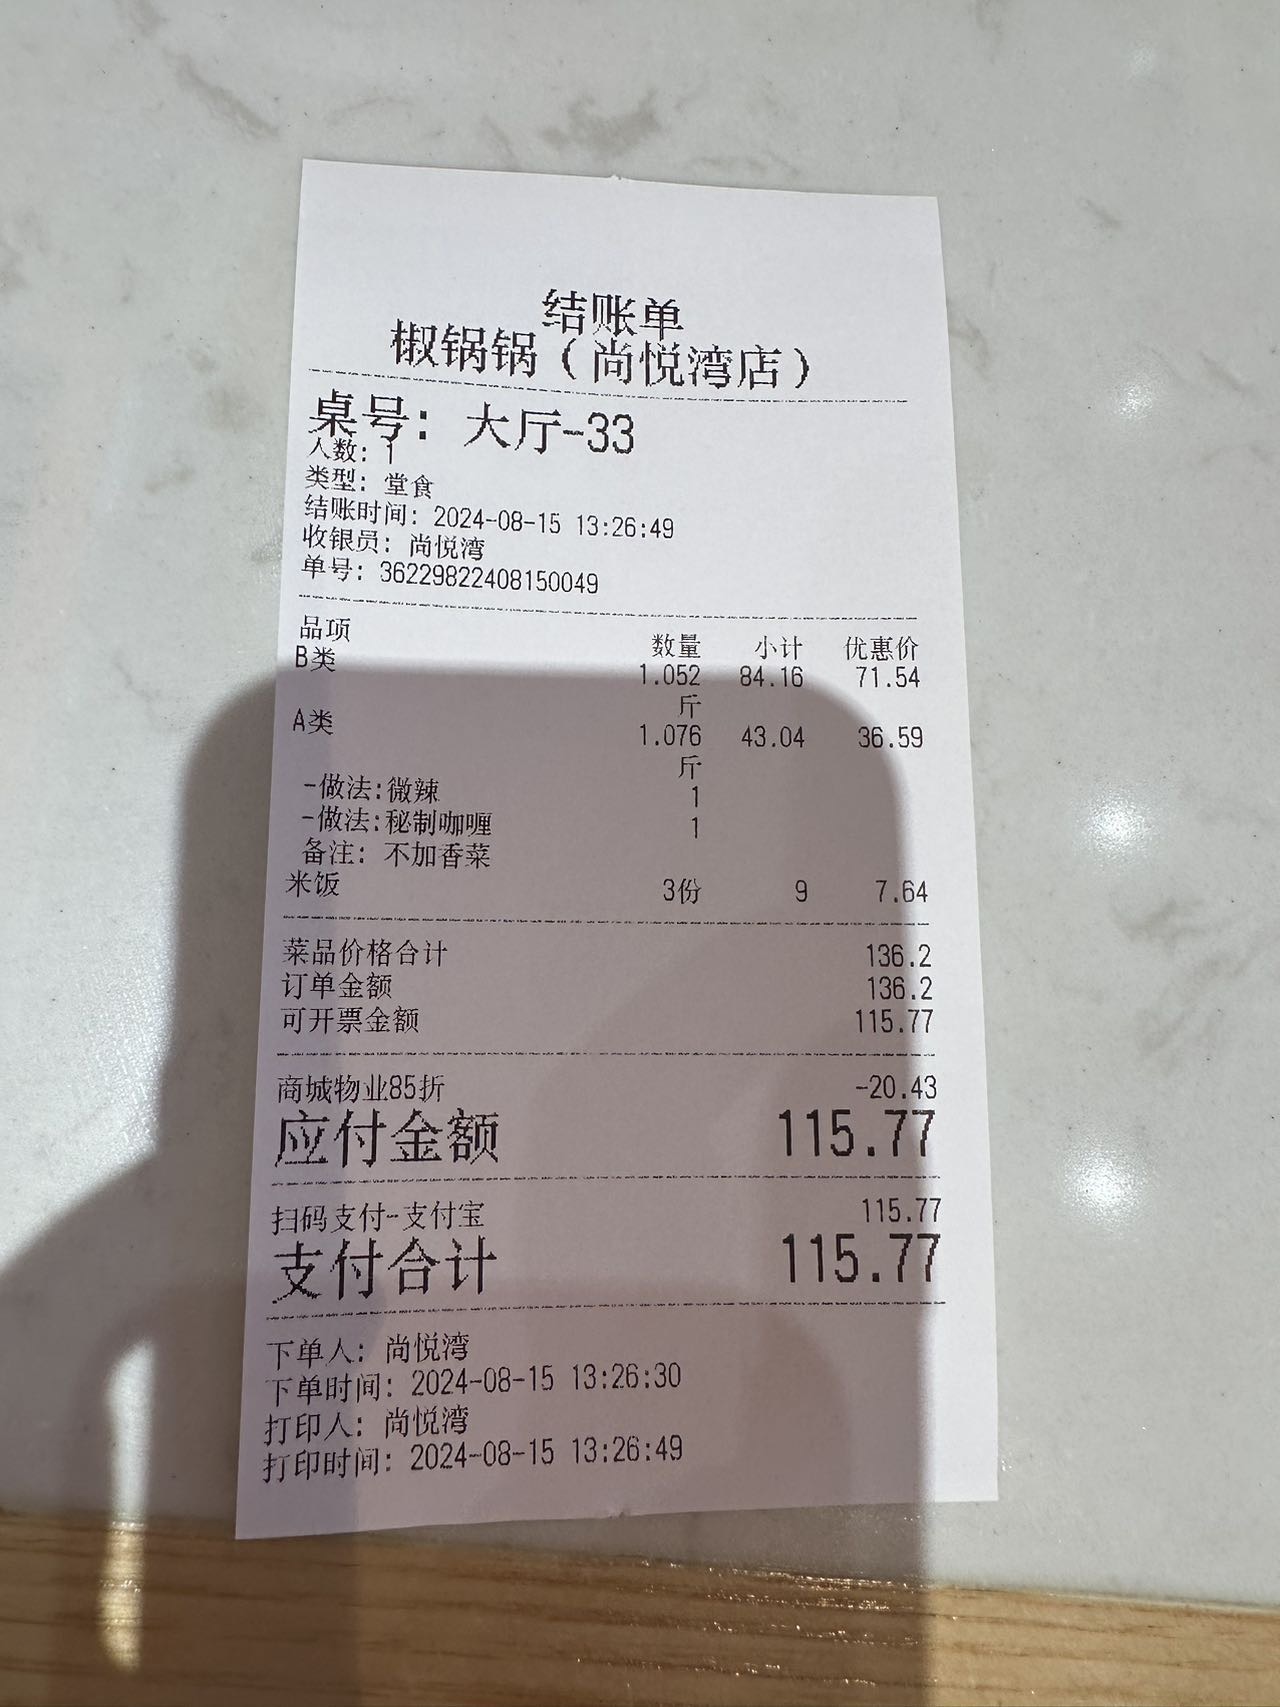 结账单
椒锅锅（尚悦湾店）
桌号：大厅-33
人数：1
类型：堂食
结账时间：2024-08-15 13:26:49
收银员：尚悦湾
单号：36229822408150049
品项 数量 小计 优惠价
B类 1.052 84.16 71.54
斤
A类 1.076 43.04 36.59
斤
-做法:微辣 1
-做法:秘制咖喱 1
备注：不加香菜
米饭 3份 9 7.64
菜品价格合计 136.2
订单金额 136.2
可开票金额 115.77
商城物业85折 -20.43
应付金额 115.77
扫码支付-支付宝 115.77
支付合计 115.77
下单人：尚悦湾
下单时间：2024-08-15 13:26:30
打印人：尚悦湾
打印时间：2024-08-15 13:26:49